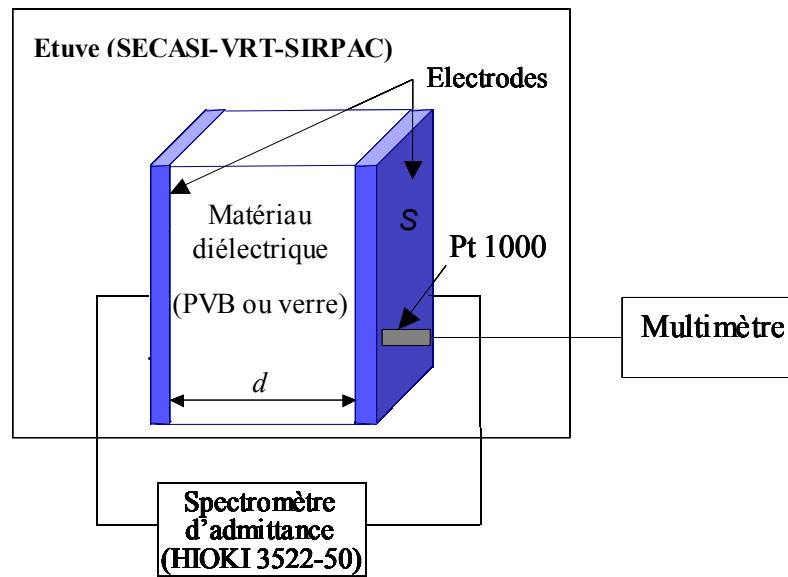 Etuve (SECASI-VRT-SIRPAC)
Electrodes
Matériau
diélectrique
(PVB ou verre)
S
Pt 1000
d
Multimètre
Spectromètre
d'admittance
(HIOKI 3522-50)